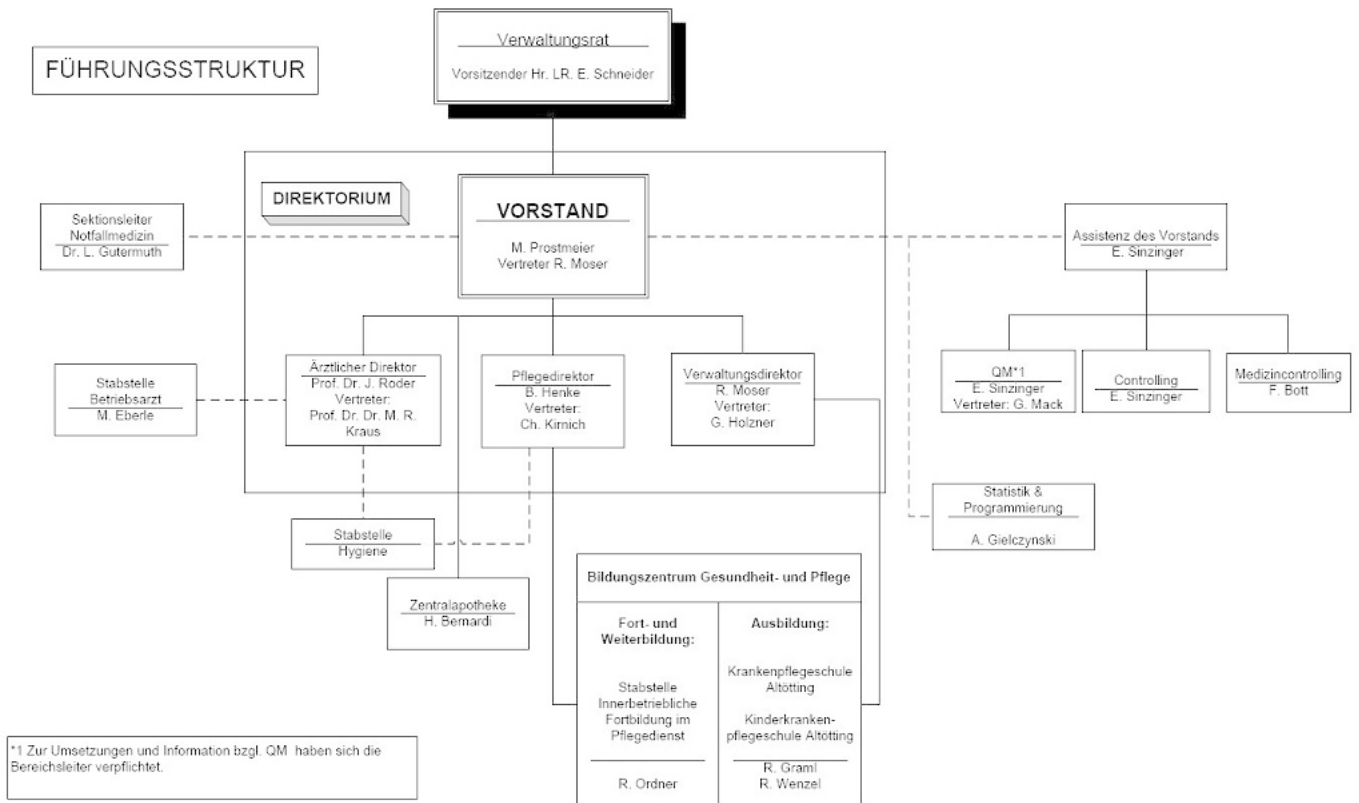 FÜHRUNGSSTRUKTUR
Verwaltungsrat
Vorsitzender Hr. LR. E. Schneider
DIREKTORIUM
VORSTAND
M. Prostmeier
Vertreter R. Moser
Sektionsleiter
Notfallmedizin
Dr. L. Gutermuth
Assistenz des Vorstands
E. Sinzinger
Stabstelle
Betriebsarzt
M. Eberle
Ärztlicher Direktor
Prof. Dr. J. Roder
Vertreter:
Prof. Dr. Dr. M. R.
Kraus
Pflegedirektor
B. Henke
Vertreter:
Ch. Kirnich
Verwaltungsdirektor
R. Moser
Vertreter:
G. Holzner
QM*1
E. Sinzinger
Vertreter: G. Mack
Controlling
E. Sinzinger
Medizincontrolling
F. Bott
Statistik &
Programmierung
A. Gielczynski
Stabstelle
Hygiene
Zentralapotheke
H. Bernardi
Bildungszentrum Gesundheit- und Pflege
Fort- und
Weiterbildung:
Stabstelle
Innerbetriebliche
Fortbildung im
Pflegedienst
R. Ordner
Ausbildung:
Krankenpflegeschule
Altötting
Kinderkranken-
pflegeschule Altötting
R. Graml
R. Wenzel
*1 Zur Umsetzungen und Information bzgl. QM haben sich die
Bereichsleiter verpflichtet.